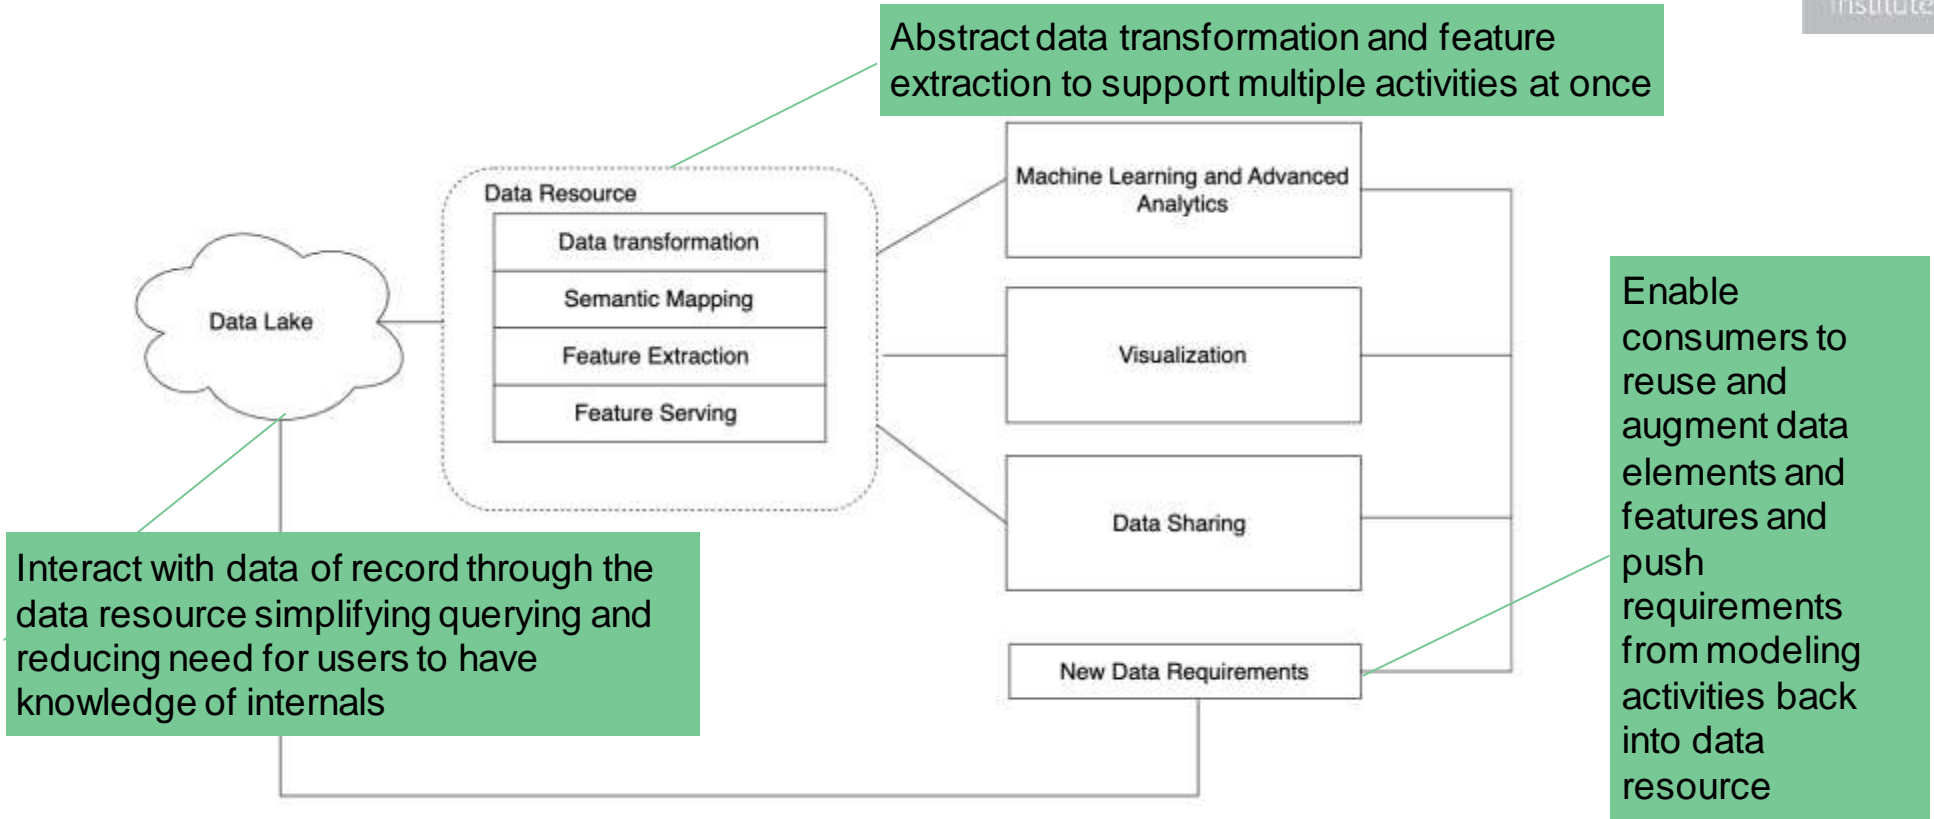 Institute
Abstract data transformation and feature
extraction to support multiple activities at once
Data Resource
Data transformation
Semantic Mapping
Feature Extraction
Feature Serving
Data Lake
Machine Learning and Advanced
Analytics
Visualization
Data Sharing
New Data Requirements
Interact with data of record through the
data resource simplifying querying and
reducing need for users to have
knowledge of internals
Enable
consumers to
reuse and
augment data
elements and
features and
push
requirements
from modeling
activities back
into data
resource